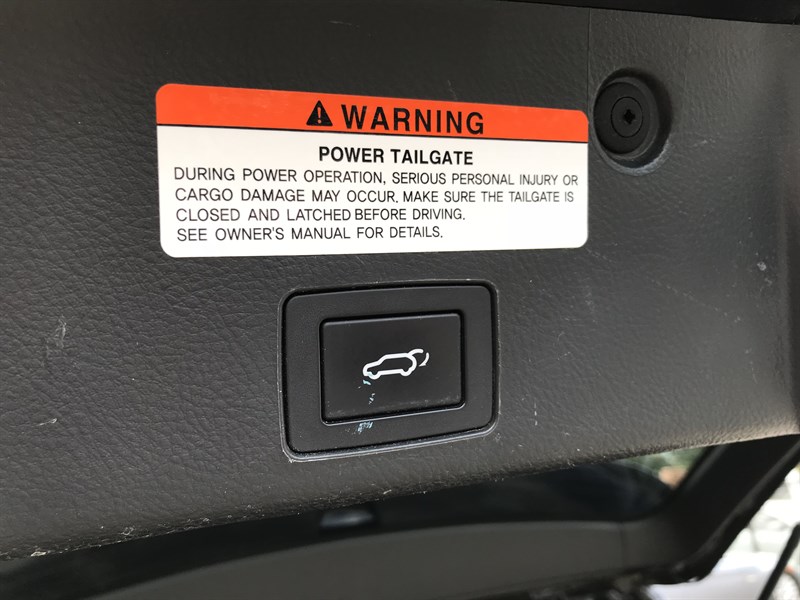 WARNING
POWER TAILGATE
DURING POWER OPERATION, SERIOUS PERSONAL INJURY OR
CARGO DAMAGE MAY OCCUR. MAKE SURE THE TAILGATE IS
CLOSED AND LATCHED BEFORE DRIVING.
SEE OWNER'S MANUAL FOR DETAILS.